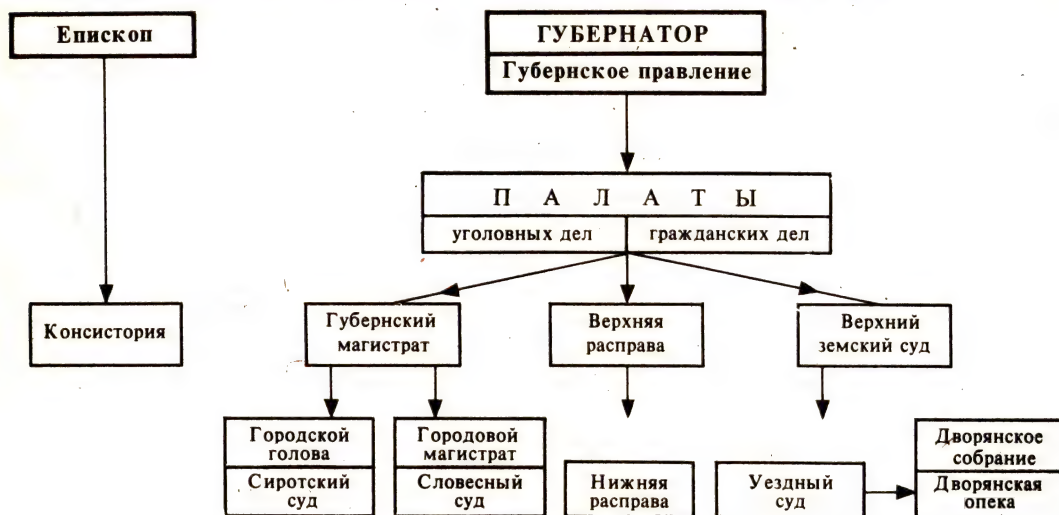 Епископ
ГУБЕРНАТОР
Губернское правление
ПАЛАТЫ
уголовных дел
гражданских дел
Консистория
Губернский
магистрат
Верхняя
расправа
Верхний
земский суд
Городской
голова
Сиротский
суд
Городовой
магистрат
Словесный
суд
Нижняя
расправа
Уездный
суд
Дворянское
собрание
Дворянская
опека